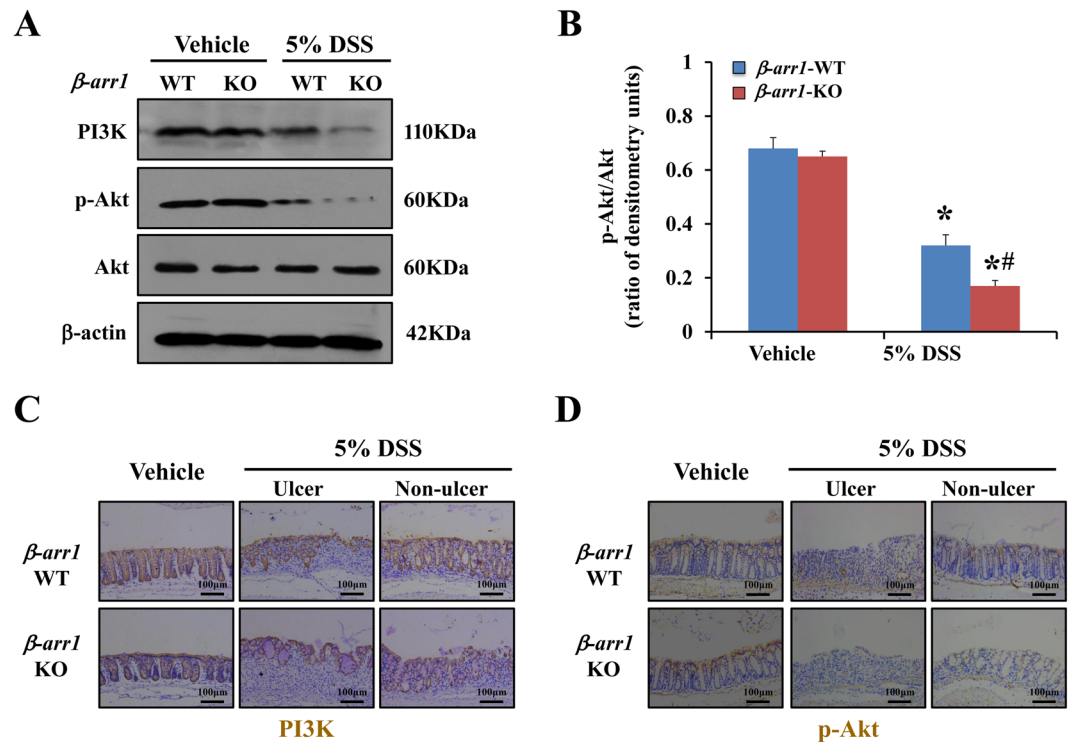 A
Vehicle 5% DSS
β-arr1 WT KO WT KO
PI3K 110KDa
p-Akt 60KDa
Akt 60KDa
β-actin 42KDa
B
p-Akt/Akt
(ratio of densitometry units)
1
0.8
0.6
0.4
0.2
0
β-arr1-WT
β-arr1-KO
*
*#
Vehicle 5% DSS
C
Vehicle 5% DSS
Ulcer Non-ulcer
β-arr1
WT
100μm 100μm 100μm
β-arr1
KO
100μm 100μm 100μm
PI3K
D
Vehicle 5% DSS
Ulcer Non-ulcer
β-arr1
WT
100μm 100μm 100μm
β-arr1
KO
100μm 100μm 100μm
p-Akt